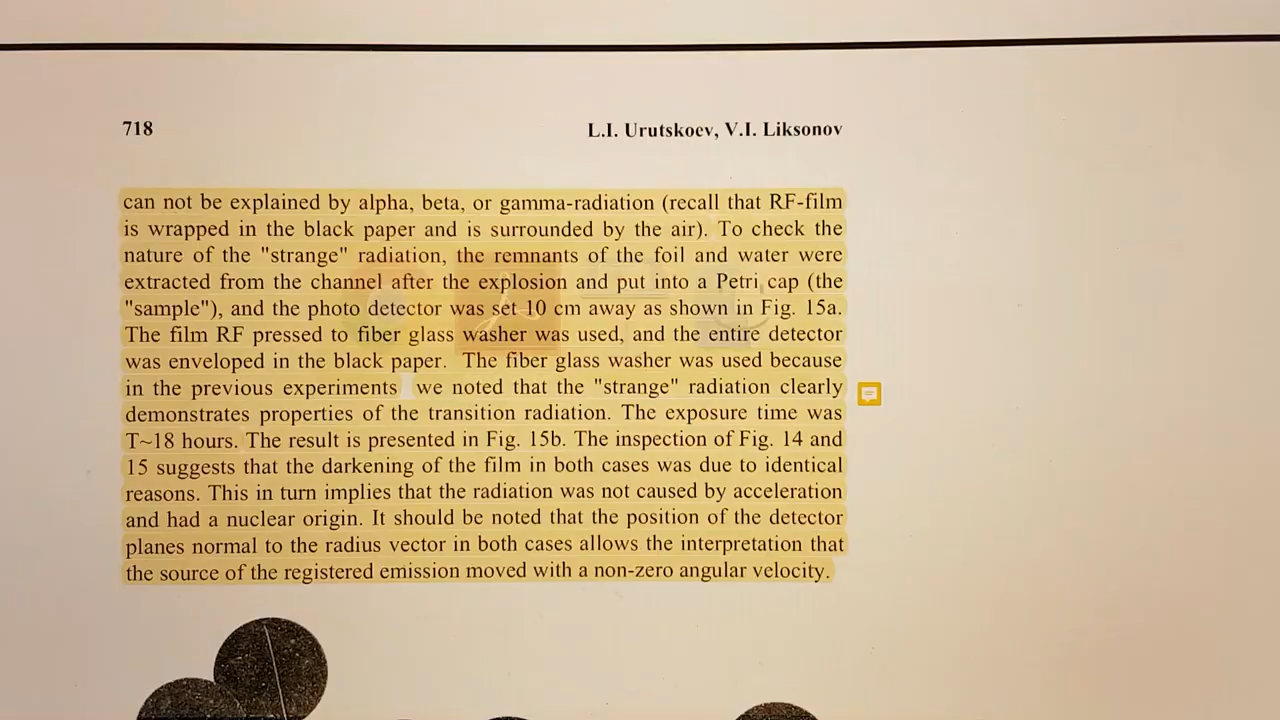 718
L.I. Urutskoev, V.I. Liksonov
can not be explained by alpha, beta, or gamma-radiation (recall that RF-film
is wrapped in the black paper and is surrounded by the air). To check the
nature of the "strange" radiation, the remnants of the foil and water were
extracted from the channel after the explosion and put into a Petri cap (the
"sample"), and the photo detector was set 10 cm away as shown in Fig. 15a.
The film RF pressed to fiber glass washer was used, and the entire detector
was enveloped in the black paper. The fiber glass washer was used because
in the previous experiments we noted that the "strange" radiation clearly
demonstrates properties of the transition radiation. The exposure time was
T~18 hours. The result is presented in Fig. 15b. The inspection of Fig. 14 and
15 suggests that the darkening of the film in both cases was due to identical
reasons. This in turn implies that the radiation was not caused by acceleration
and had a nuclear origin. It should be noted that the position of the detector
planes normal to the radius vector in both cases allows the interpretation that
the source of the registered emission moved with a non-zero angular velocity.